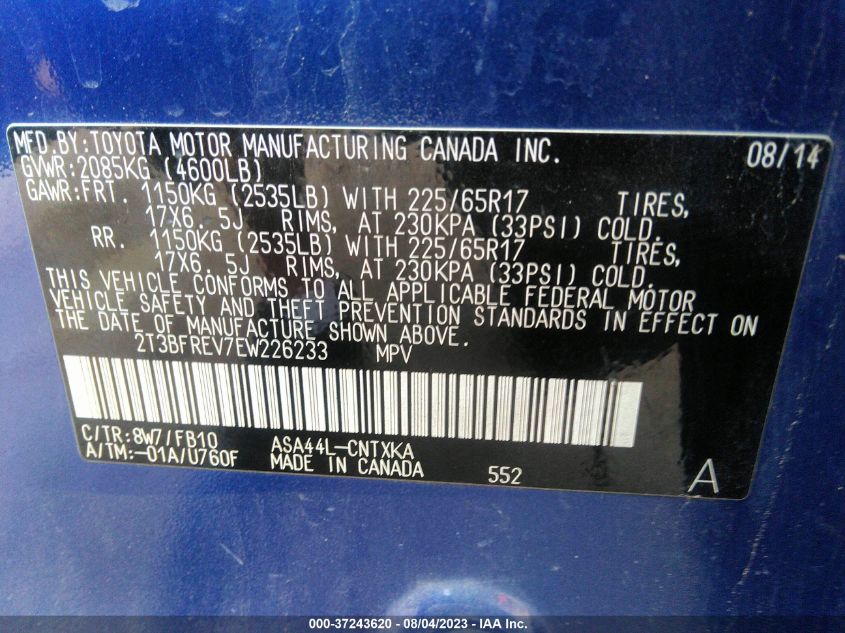 MFD.BY:TOYOTA MOTOR MANUFACTURING CANADA INC. 08/14
GVWR:2085KG (4600LB)
GAWR:FRT. 1150KG (2535LB) WITH 225/65R17 TIRES,
17X6.5J RIMS, AT 230KPA (33PSI) COLD.
RR. 1150KG (2535LB) WITH 225/65R17 TIRES,
17X6.5J RIMS, AT 230KPA (33PSI) COLD.
THIS VEHICLE CONFORMS TO ALL APPLICABLE FEDERAL MOTOR
VEHICLE SAFETY AND THEFT PREVENTION STANDARDS IN EFFECT ON
THE DATE OF MANUFACTURE SHOWN ABOVE.
2T3BFREV7EW226233 MPV
C/TR:8W7/FB10 ASA44L-CNTXKA
A/TM:-01A/U760F MADE IN CANADA 552 A
000-37243620 - 08/04/2023 - IAA Inc.